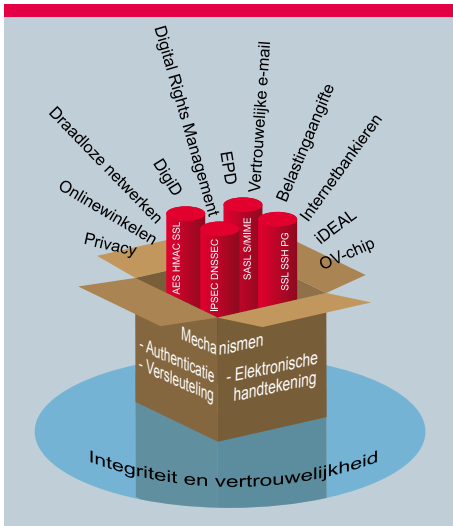 Privacy
Onlinewinkelen
Draadloze netwerken
DigiD
Digital Rights Management
EPD
Vertrouwelijke e-mail
Belastingaangifte
Internetbankieren
iDEAL
OV-chip
AES HMAC SSL
IPSEC DNSSEC
SASL S/MIME
SSL SSH PG
Mechanismen
- Authenticatie
- Versleuteling
- Elektronische
handtekening
Integriteit en vertrouwelijkheid